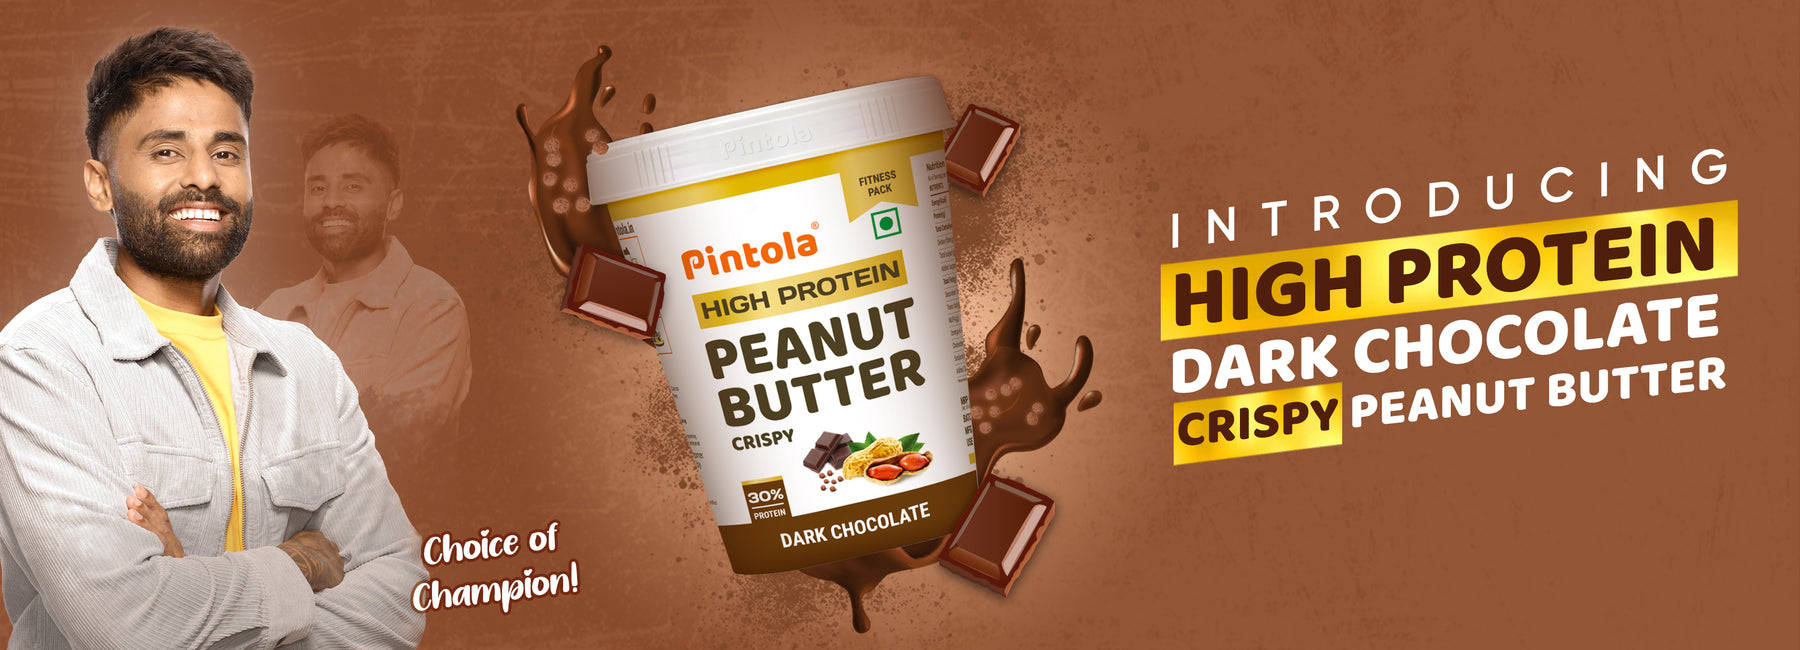 Choice of
Champion!
Pintola
FITNESS
PACK
Pintola®
HIGH PROTEIN
PEANUT
BUTTER
CRISPY
30%
PROTEIN
DARK CHOCOLATE
INTRODUCING
HIGH PROTEIN
DARK CHOCOLATE
CRISPY PEANUT BUTTER